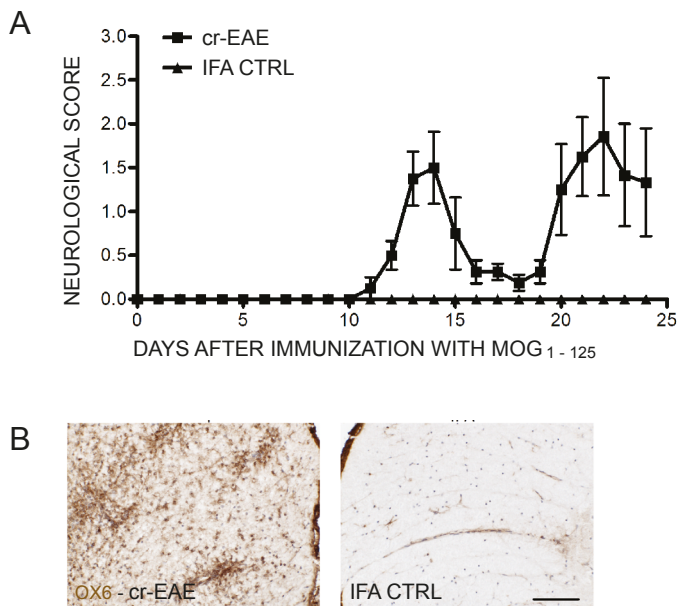 A
cr-EAE
IFA CTRL
NEUROLOGICAL SCORE
3.0
2.5
2.0
1.5
1.0
0.5
0.0
0 5 10 15 20 25
DAYS AFTER IMMUNIZATION WITH MOG 1 - 125
B
OX6 - cr-EAE
IFA CTRL